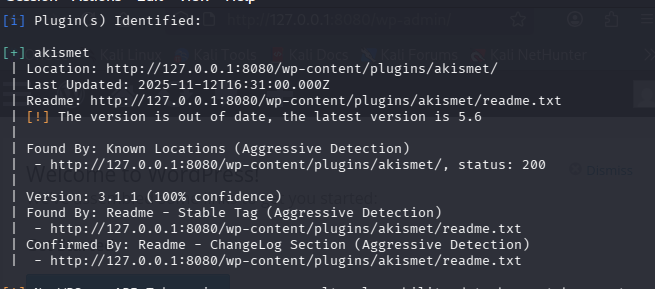 [i] Plugin(s) Identified:
[+] akismet
| Location: http://127.0.0.1:8080/wp-content/plugins/akismet/
| Last Updated: 2025-11-12T16:31:00.000Z
| Readme: http://127.0.0.1:8080/wp-content/plugins/akismet/readme.txt
| [!] The version is out of date, the latest version is 5.6
|
| Found By: Known Locations (Aggressive Detection)
|  - http://127.0.0.1:8080/wp-content/plugins/akismet/, status: 200
|
| Version: 3.1.1 (100% confidence)
| Found By: Readme - Stable Tag (Aggressive Detection)
|  - http://127.0.0.1:8080/wp-content/plugins/akismet/readme.txt
| Confirmed By: Readme - ChangeLog Section (Aggressive Detection)
|  - http://127.0.0.1:8080/wp-content/plugins/akismet/readme.txt